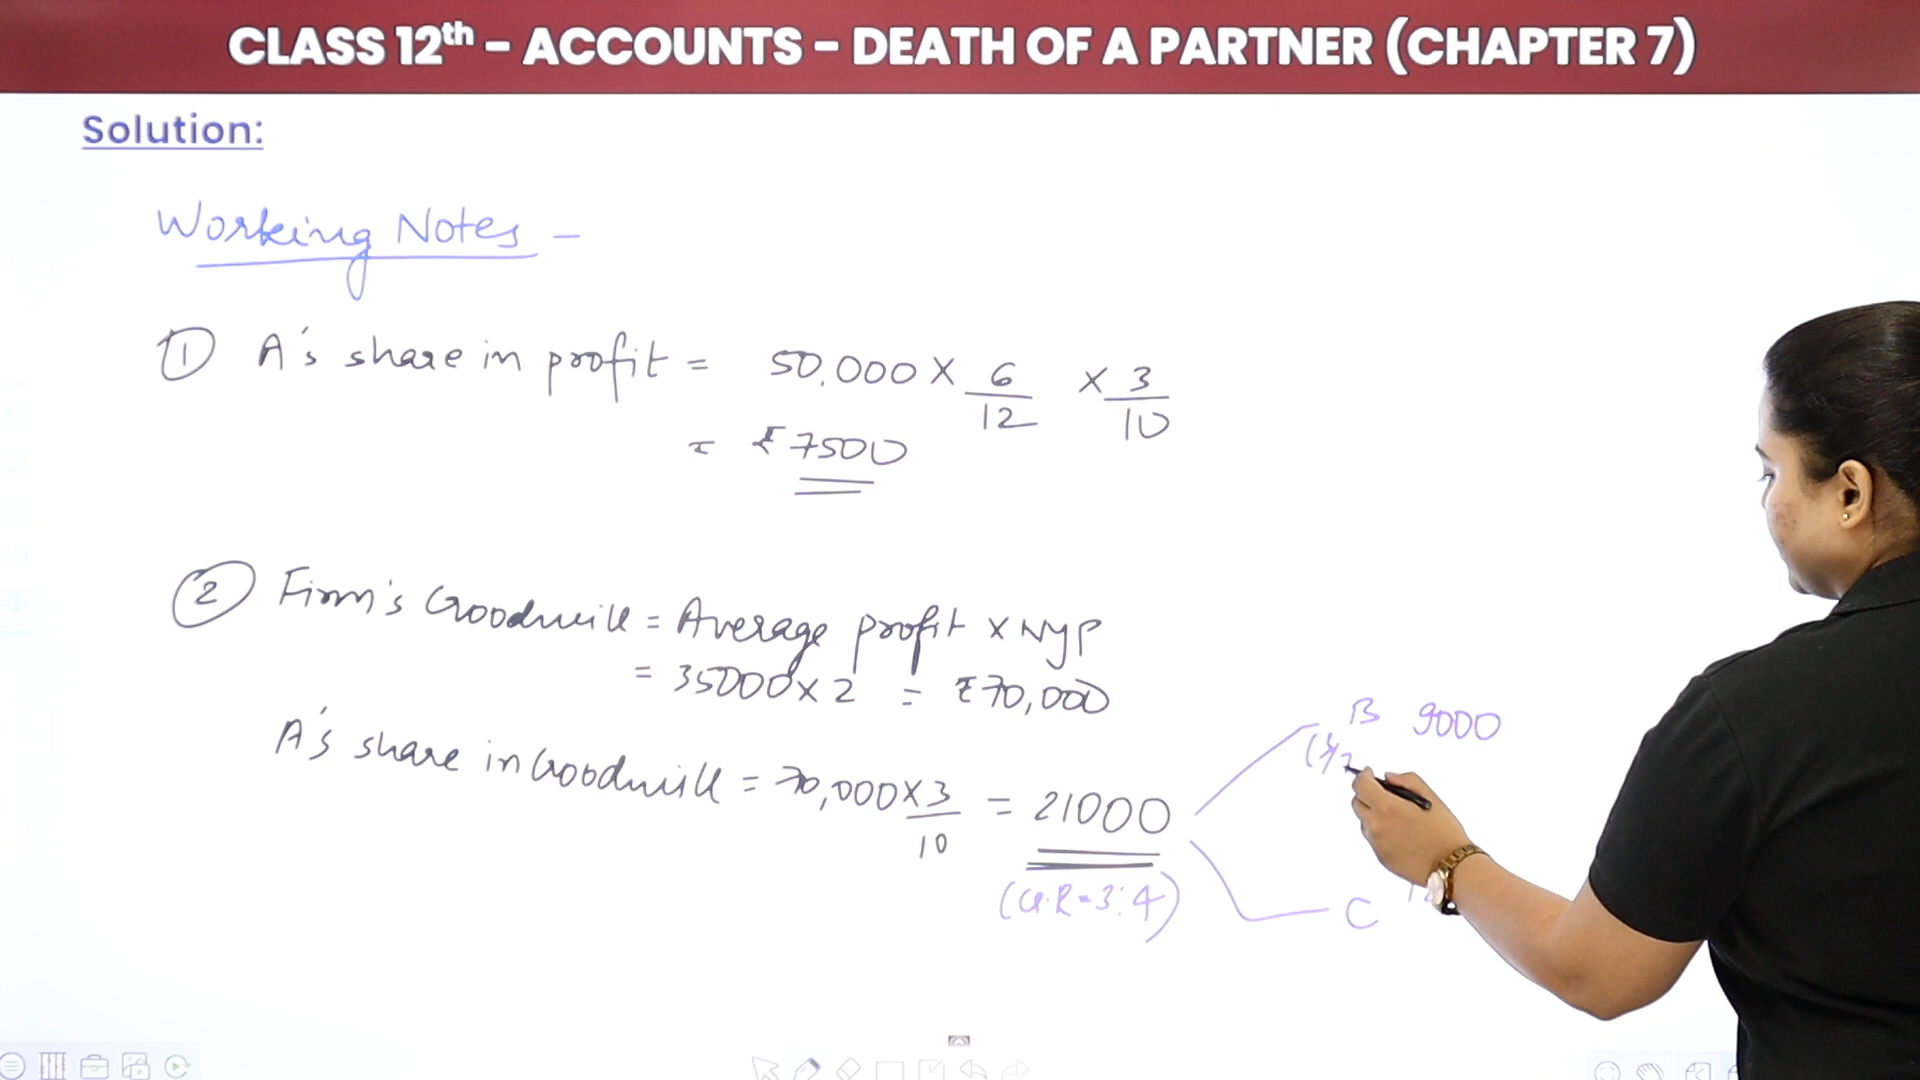 CLASS 12th – ACCOUNTS – DEATH OF A PARTNER (CHAPTER 7)
Solution:
Working Notes –
① A's share in profit = 50,000 × 6/12 × 3/10
= ₹7500
② Firm's Goodwill = Average profit × NYP
= 35000 × 2 = ₹70,000
A's share in Goodwill = 70,000 × 3/10 = 21000
(G.R = 3:4)
B 9000
C